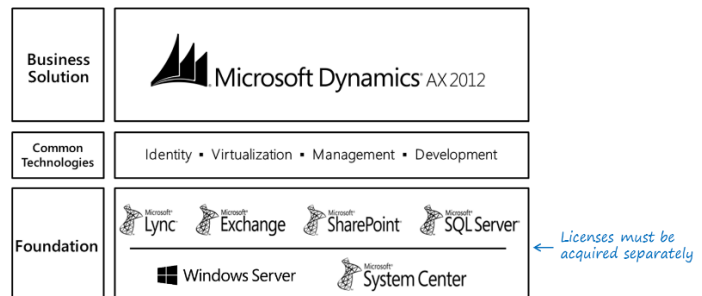 Business
Solution
Microsoft Dynamics® AX 2012
Common
Technologies
Identity ▪ Virtualization ▪ Management ▪ Development
Foundation
Microsoft®
Lync™
Microsoft®
Exchange
Microsoft®
SharePoint®
Microsoft®
SQL Server®
Windows Server
Microsoft®
System Center
Licenses must be
acquired separately